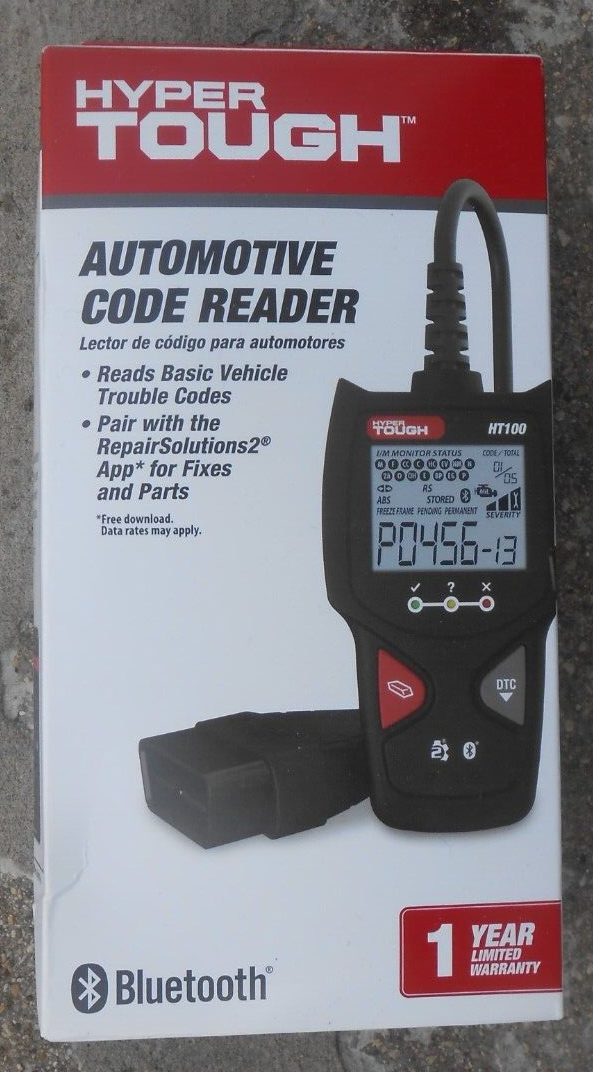 HYPER
TOUGH™
AUTOMOTIVE
CODE READER
Lector de código para automotores
• Reads Basic Vehicle
Trouble Codes
• Pair with the
RepairSolutions2®
App* for Fixes
and Parts
*Free download.
Data rates may apply.
HYPER
TOUGH
HT100
I/M MONITOR STATUS
CODE / TOTAL
01/05
ABS
RS
STORED
MIL
FREEZE FRAME PENDING PERMANENT
SEVERITY
P0456-13
✓ ? ✕
DTC
Bluetooth®
1 YEAR
LIMITED
WARRANTY